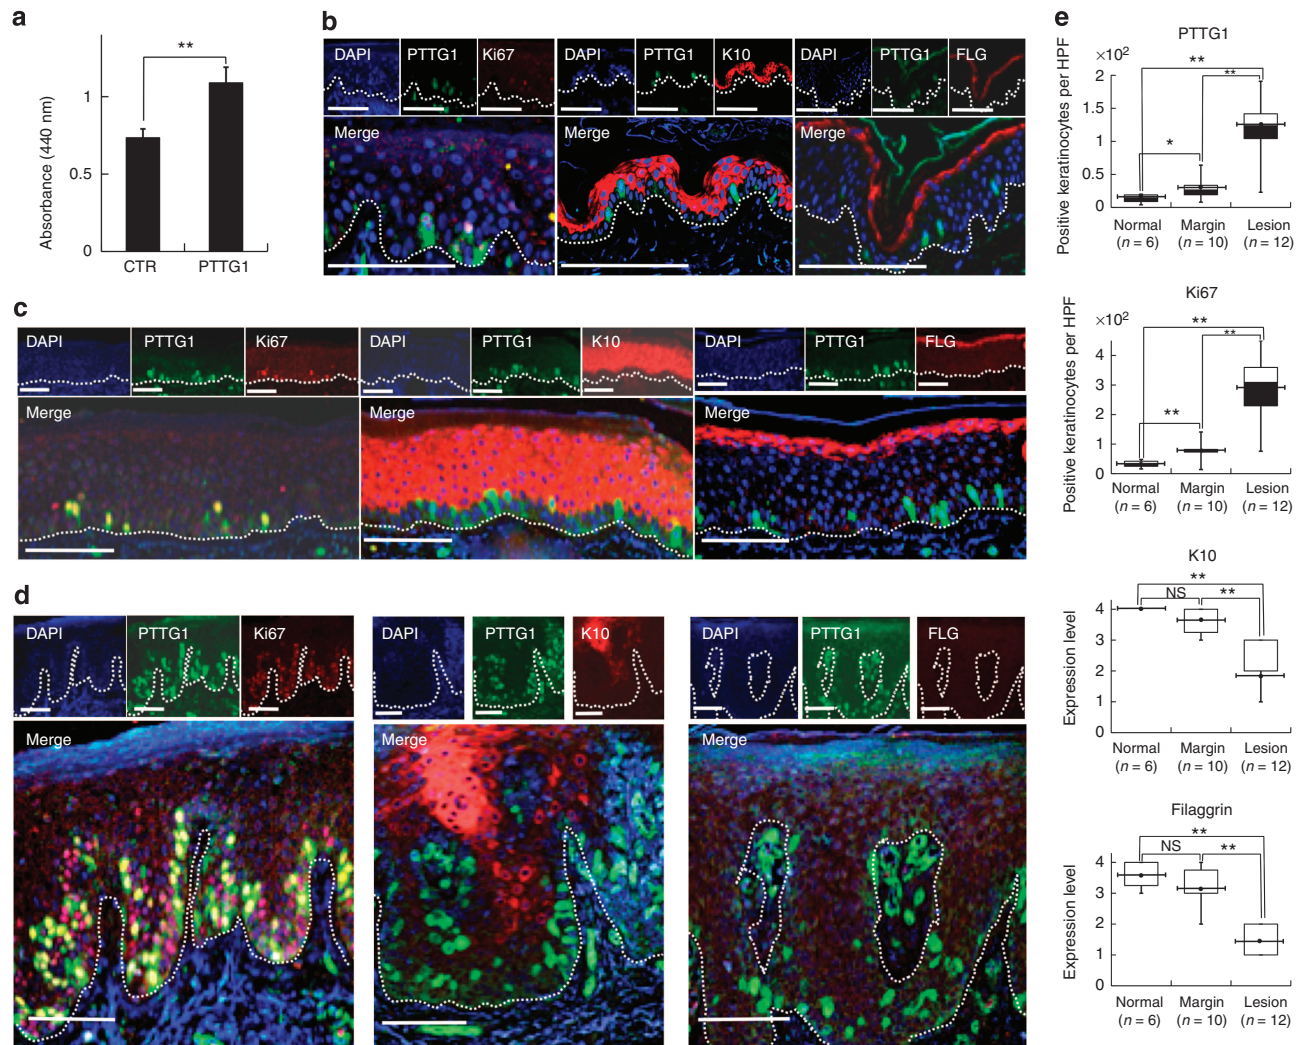 a
**
Absorbance (440 nm)
1
0.5
0
CTR
PTTG1
b
DAPI
PTTG1
Ki67
Merge
DAPI
PTTG1
K10
Merge
DAPI
PTTG1
FLG
Merge
c
DAPI
PTTG1
Ki67
Merge
DAPI
PTTG1
K10
Merge
DAPI
PTTG1
FLG
Merge
d
DAPI
PTTG1
Ki67
Merge
DAPI
PTTG1
K10
Merge
DAPI
PTTG1
FLG
Merge
e
PTTG1
×10²
**
**
*
Positive keratinocytes per HPF
2
1.5
1
0.5
0
Normal Margin Lesion
(n = 6) (n = 10) (n = 12)
Ki67
×10²
**
**
**
Positive keratinocytes per HPF
4
3
2
1
0
Normal Margin Lesion
(n = 6) (n = 10) (n = 12)
K10
**
NS **
Expression level
4
3
2
1
0
Normal Margin Lesion
(n = 6) (n = 10) (n = 12)
Filaggrin
**
NS **
Expression level
4
3
2
1
0
Normal Margin Lesion
(n = 6) (n = 10) (n = 12)